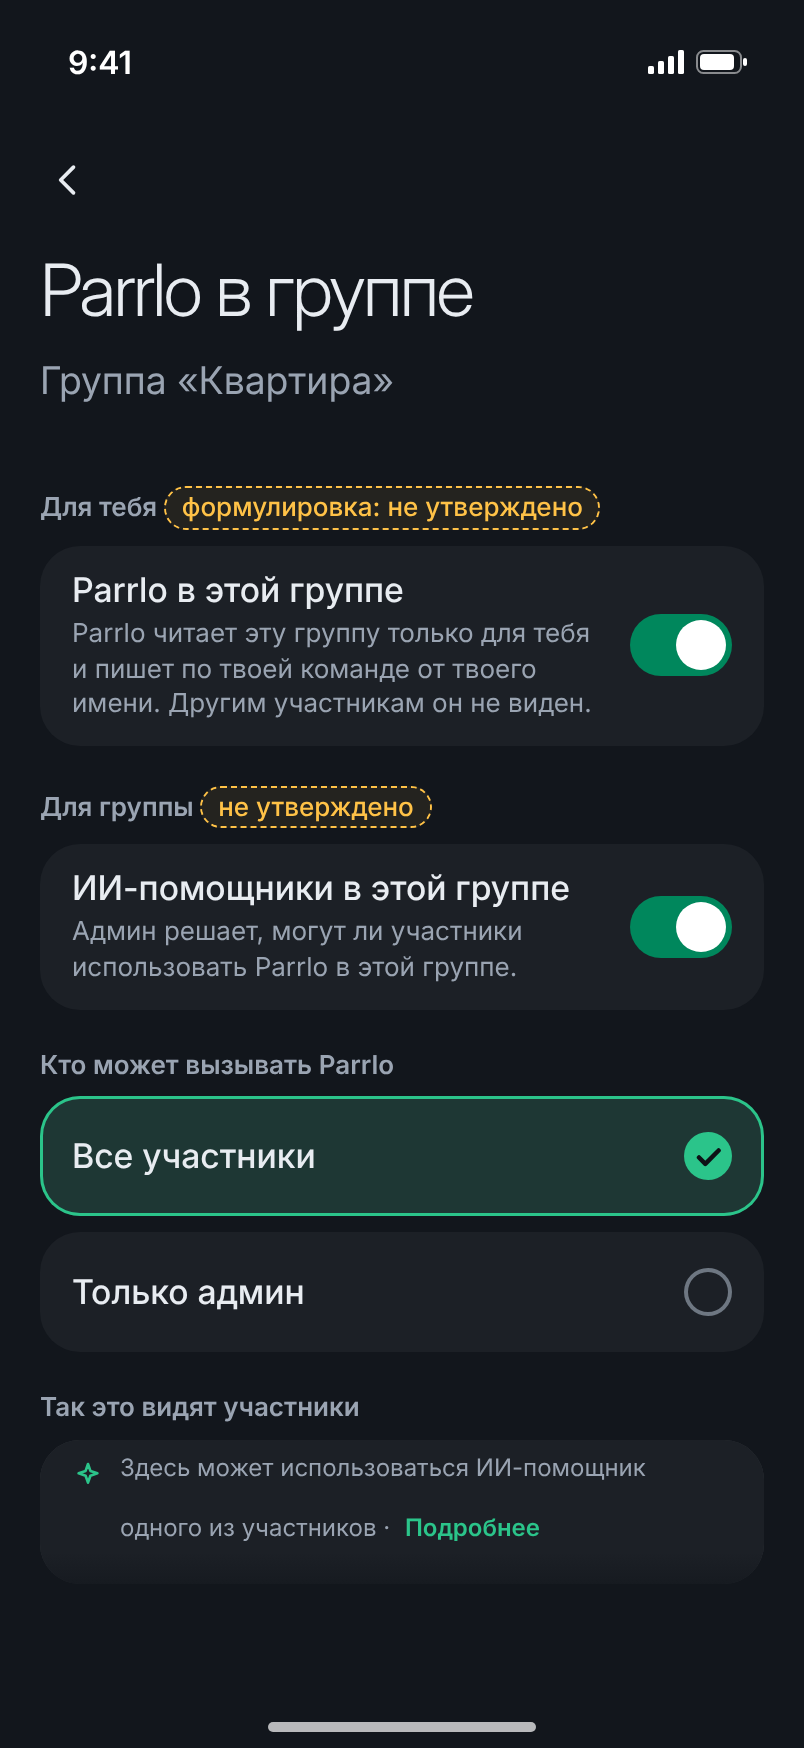 9:41
Parrlo в группе
Группа «Квартира»
Для тебя формулировка: не утверждено
Parrlo в этой группе
Parrlo читает эту группу только для тебя
и пишет по твоей команде от твоего
имени. Другим участникам он не виден.
Для группы не утверждено
ИИ-помощники в этой группе
Админ решает, могут ли участники
использовать Parrlo в этой группе.
Кто может вызывать Parrlo
Все участники
Только админ
Так это видят участники
Здесь может использоваться ИИ-помощник
одного из участников · Подробнее